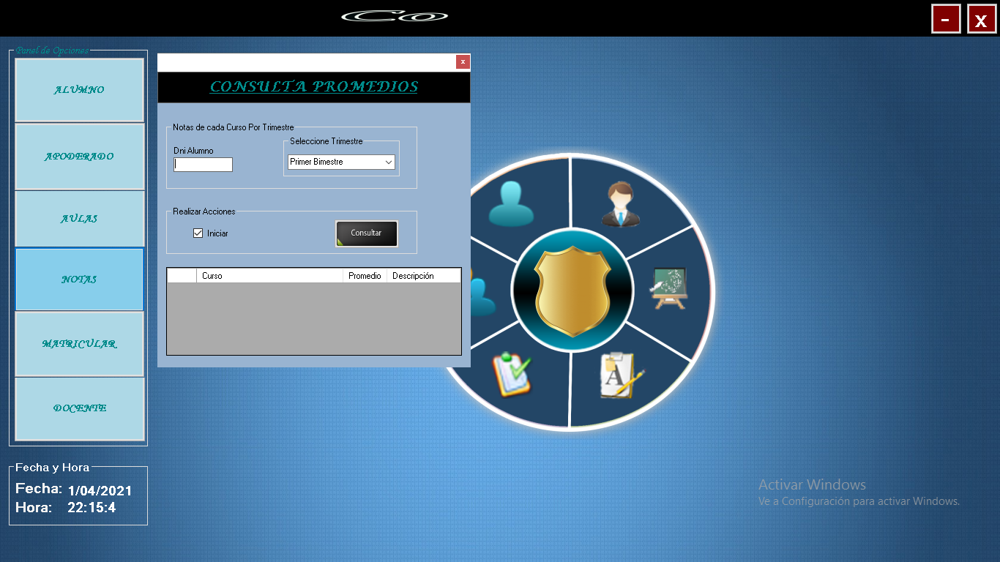 Co
-
x
Panel de Opciones
ALUMNO
APODERADO
AULAS
NOTAS
MATRICULAR
DOCENTE
Fecha y Hora
Fecha: 1/04/2021
Hora: 22:15:4
x
CONSULTA PROMEDIOS
Notas de cada Curso Por Trimestre
Dni Alumno
Seleccione Trimestre
Primer Bimestre
Realizar Acciones
Iniciar
Consultar
Curso Promedio Descripción
A
Activar Windows
Ve a Configuración para activar Windows.